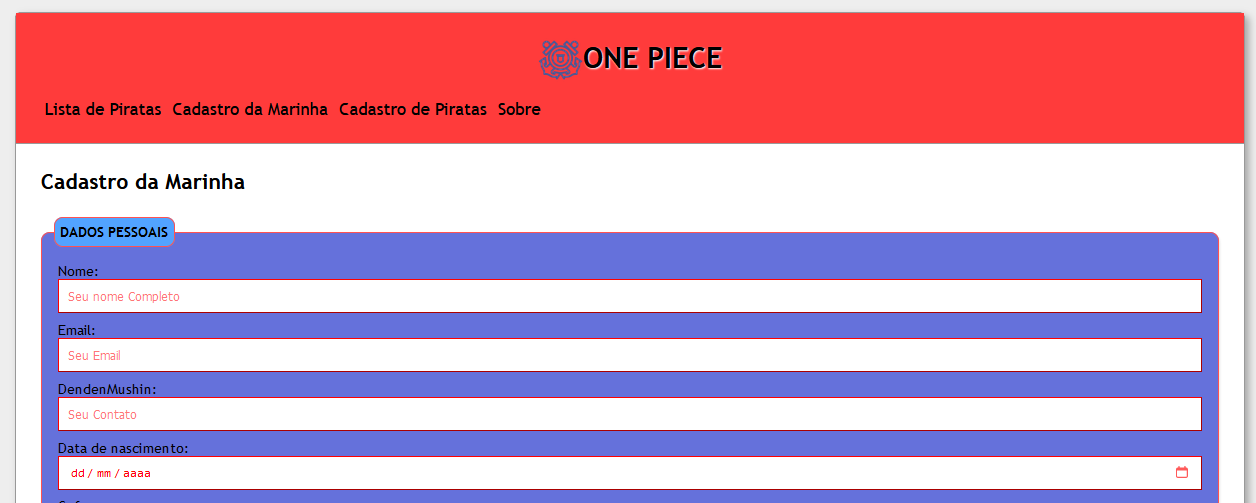 ONE PIECE
Lista de Piratas Cadastro da Marinha Cadastro de Piratas Sobre
Cadastro da Marinha
DADOS PESSOAIS
Nome:
Seu nome Completo
Email:
Seu Email
DendenMushin:
Seu Contato
Data de nascimento:
dd/mm/aaaa